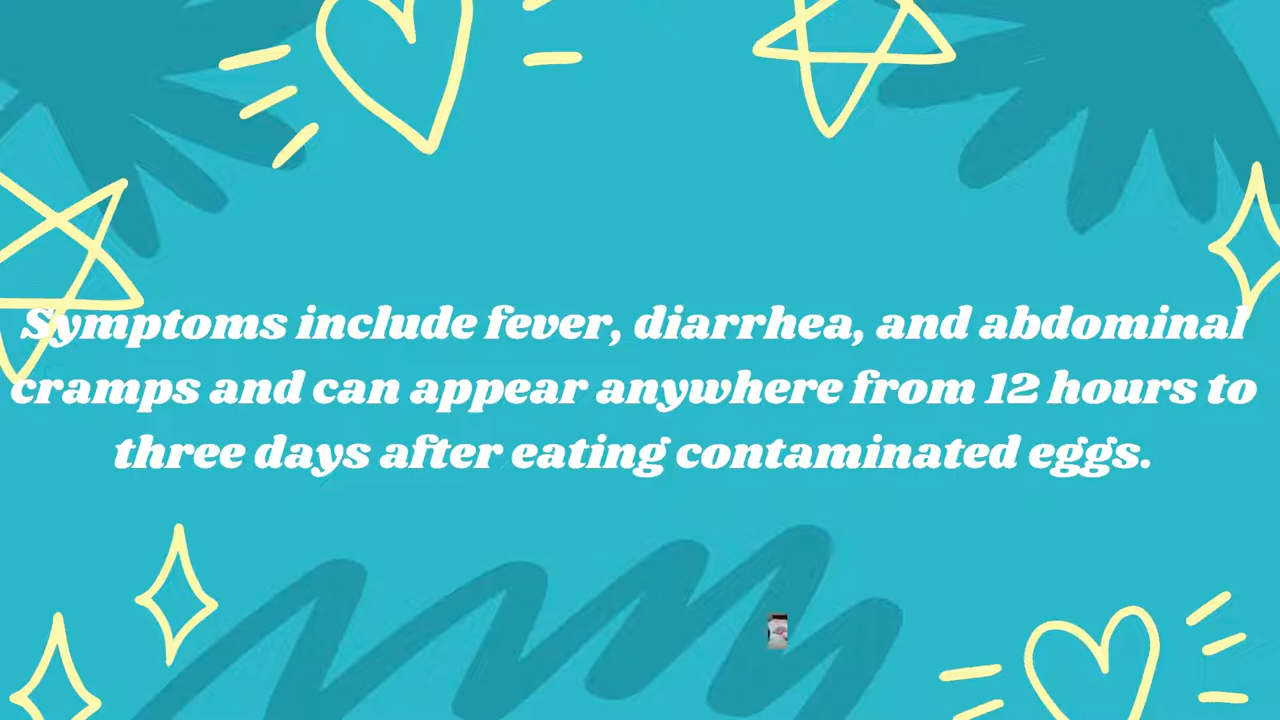 Symptoms include fever, diarrhea, and abdominal
cramps and can appear anywhere from 12 hours to
three days after eating contaminated eggs.